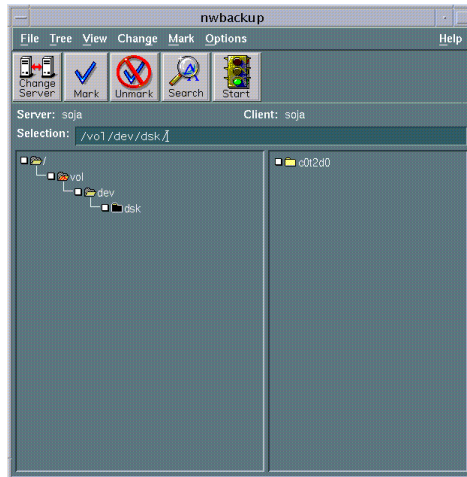 nwbackup
File Tree View Change Mark Options Help
Change Server Mark Unmark Search Start
Server: soja Client: soja
Selection: /vol/dev/dsk/
/ c0t2d0
vol
dev
dsk